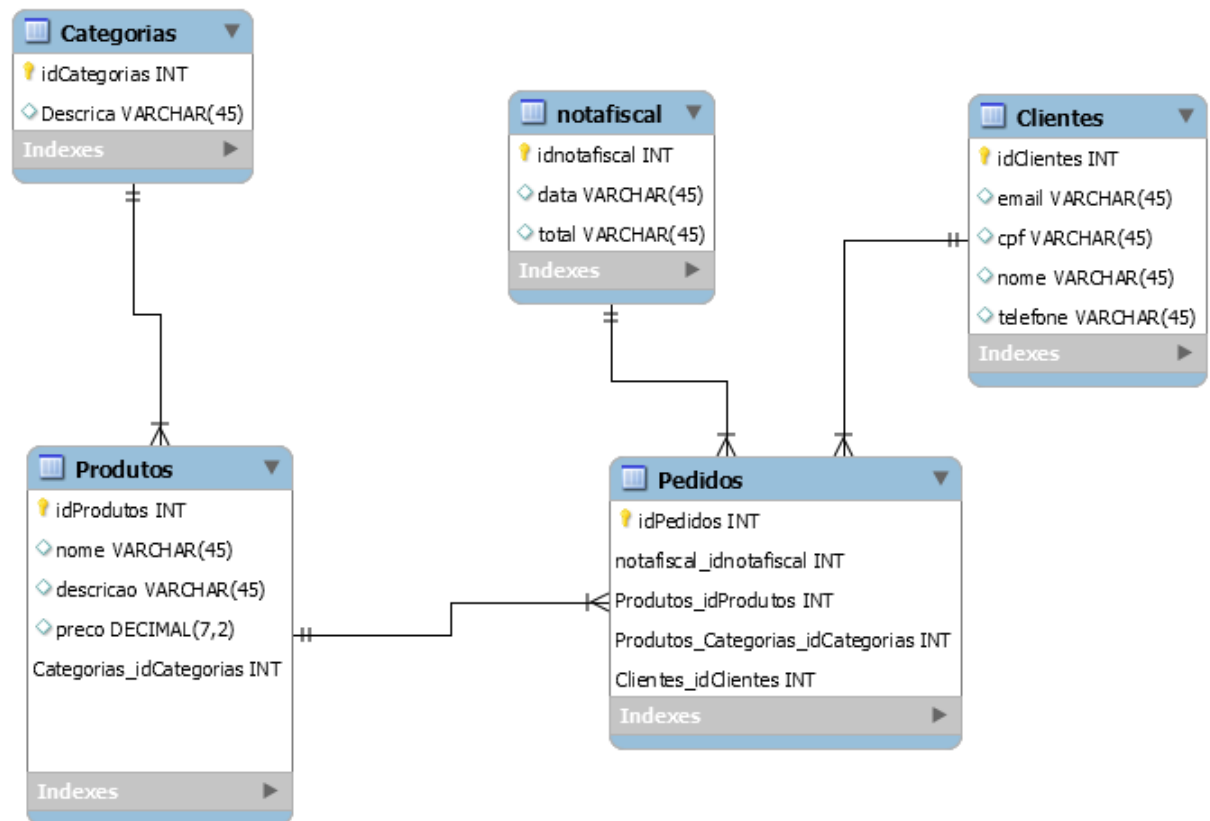 Categorias
idCategorias INT
Descrica VARCHAR(45)
Indexes
notafiscal
idnotafiscal INT
data VARCHAR(45)
total VARCHAR(45)
Indexes
Clientes
idClientes INT
email VARCHAR(45)
cpf VARCHAR(45)
nome VARCHAR(45)
telefone VARCHAR(45)
Indexes
Produtos
idProdutos INT
nome VARCHAR(45)
descricao VARCHAR(45)
preco DECIMAL(7,2)
Categorias_idCategorias INT
Indexes
Pedidos
idPedidos INT
notafiscal_idnotafiscal INT
Produtos_idProdutos INT
Produtos_Categorias_idCategorias INT
Clientes_idClientes INT
Indexes